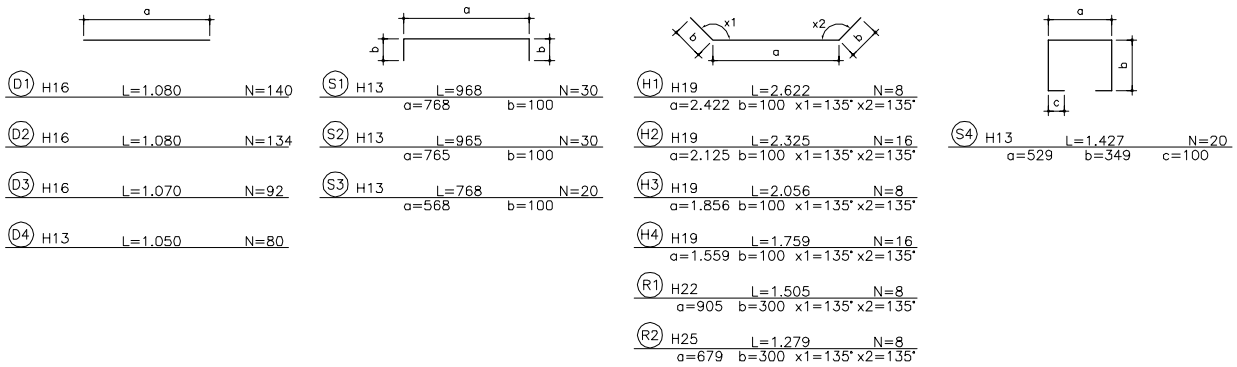 a
D1 H16 L=1.080 N=140
D2 H16 L=1.080 N=134
D3 H16 L=1.070 N=92
D4 H13 L=1.050 N=80
a
b b
S1 H13 L=968 N=30
a=768 b=100
S2 H13 L=965 N=30
a=765 b=100
S3 H13 L=768 N=20
a=568 b=100
x1 x2
b b
a
H1 H19 L=2.622 N=8
a=2.422 b=100 x1=135° x2=135°
H2 H19 L=2.325 N=16
a=2.125 b=100 x1=135° x2=135°
H3 H19 L=2.056 N=8
a=1.856 b=100 x1=135° x2=135°
H4 H19 L=1.759 N=16
a=1.559 b=100 x1=135° x2=135°
R1 H22 L=1.505 N=8
a=905 b=300 x1=135° x2=135°
R2 H25 L=1.279 N=8
a=679 b=300 x1=135° x2=135°
a
b
c
S4 H13 L=1.427 N=20
a=529 b=349 c=100